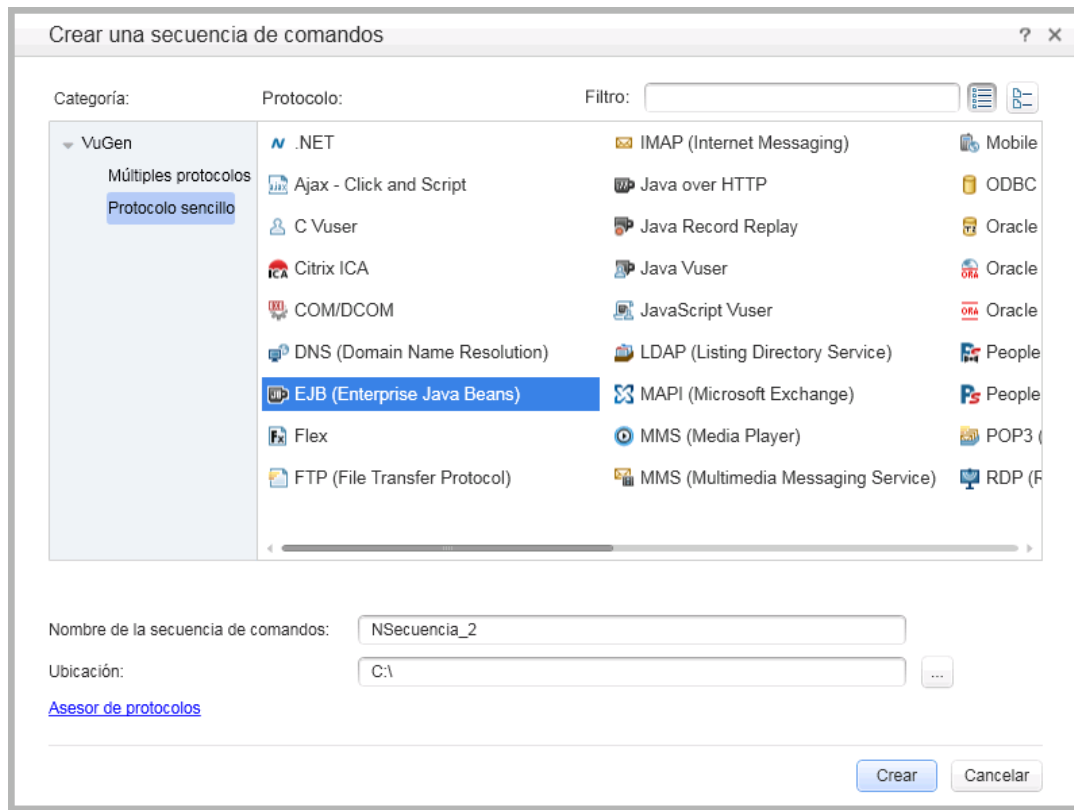 Crear una secuencia de comandos
? ×
Categoría:
Protocolo:
Filtro:
VuGen
Múltiples protocolos
Protocolo sencillo
.NET
Ajax - Click and Script
C Vuser
Citrix ICA
COM/DCOM
DNS (Domain Name Resolution)
EJB (Enterprise Java Beans)
Flex
FTP (File Transfer Protocol)
IMAP (Internet Messaging)
Java over HTTP
Java Record Replay
Java Vuser
JavaScript Vuser
LDAP (Listing Directory Service)
MAPI (Microsoft Exchange)
MMS (Media Player)
MMS (Multimedia Messaging Service)
Mobile
ODBC
Oracle
Oracle
Oracle
People
People
POP3 (
RDP (
Nombre de la secuencia de comandos:
NSecuencia_2
Ubicación:
C:\
...
Asesor de protocolos
Crear
Cancelar